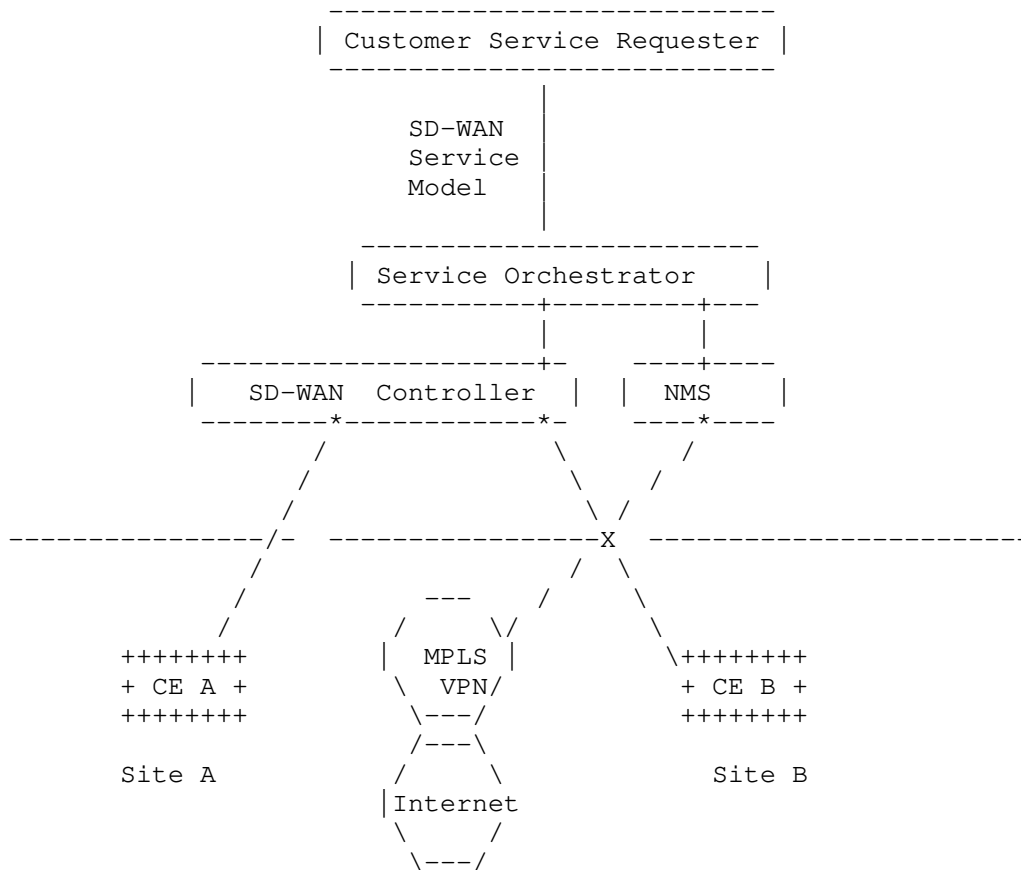 Customer Service Requester
SD-WAN
Service
Model
Service Orchestrator
SD-WAN Controller
NMS
X
MPLS
VPN
CE A
CE B
Site A
Site B
Internet